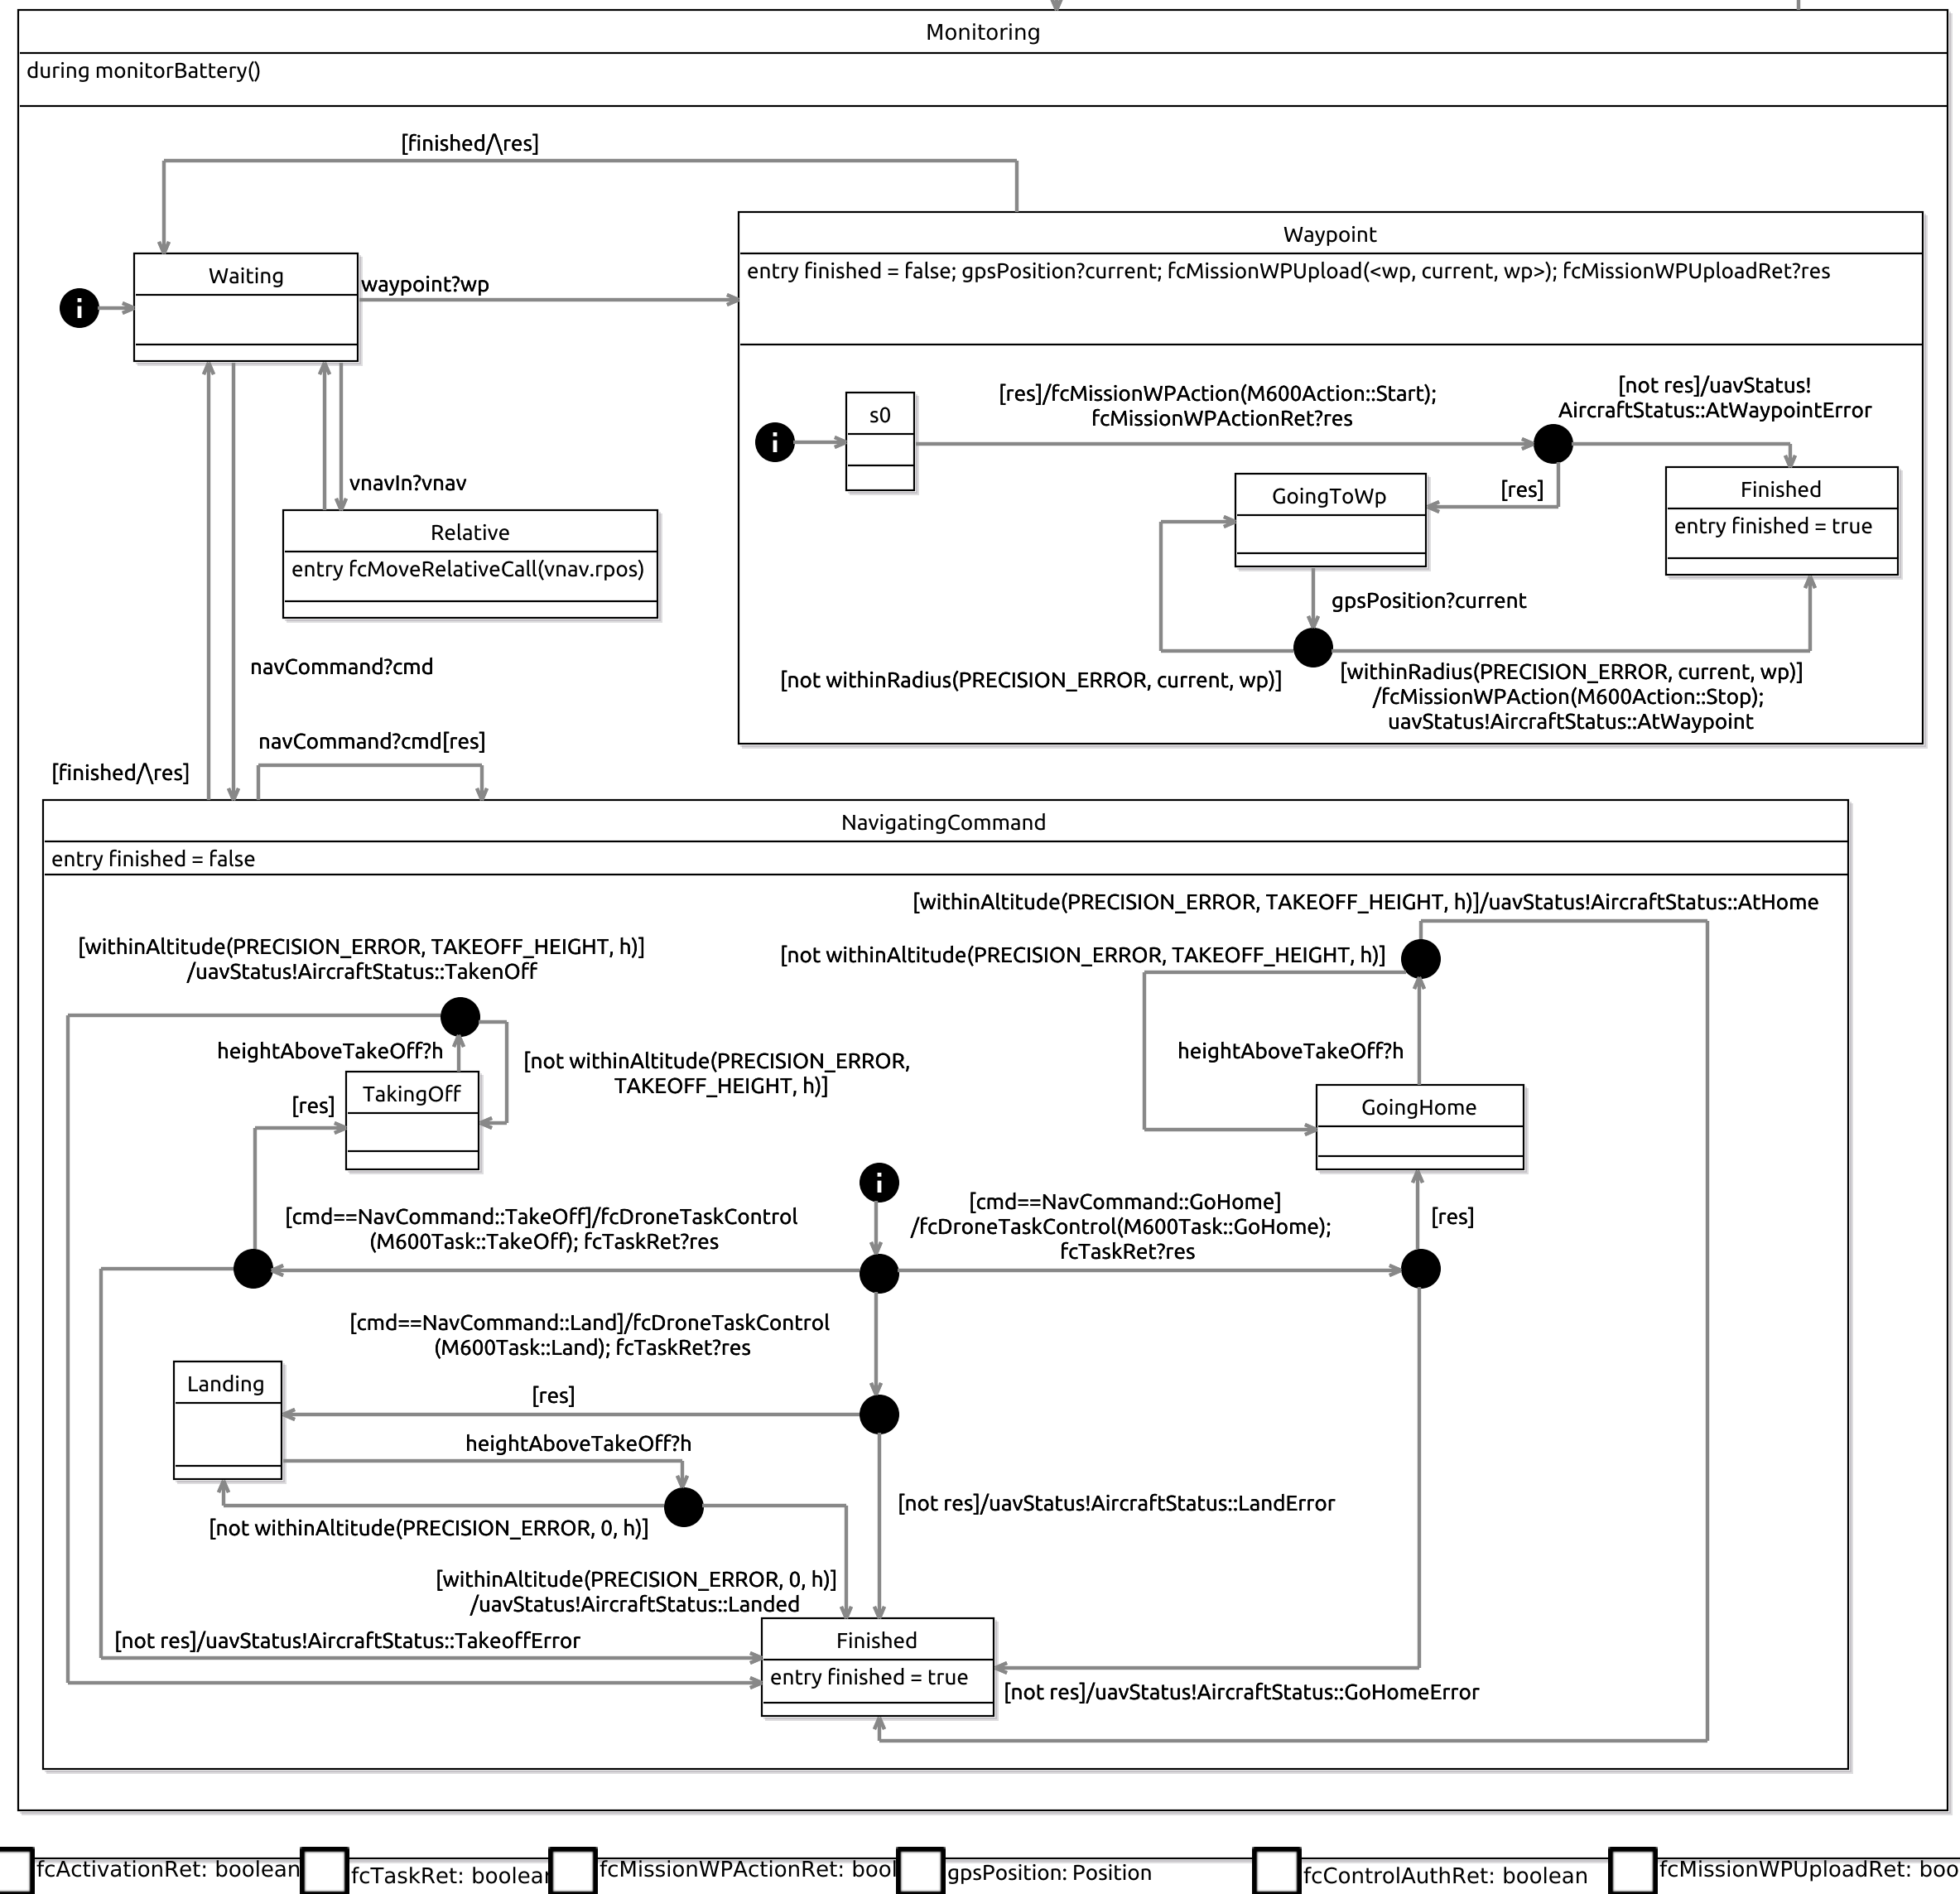 Monitoring
during monitorBattery()
[finished/\res]
Waypoint
entry finished = false; gpsPosition?current; fcMissionWPUpload(<wp, current, wp>); fcMissionWPUploadRet?res
Waiting
i
waypoint?wp
[res]/fcMissionWPAction(M600Action::Start);
fcMissionWPActionRet?res
[not res]/uavStatus!
AircraftStatus::AtWaypointError
s0
i
GoingToWp
[res]
Finished
entry finished = true
vnavIn?vnav
Relative
entry fcMoveRelativeCall(vnav.rpos)
gpsPosition?current
navCommand?cmd
[not withinRadius(PRECISION_ERROR, current, wp)]
[withinRadius(PRECISION_ERROR, current, wp)]
/fcMissionWPAction(M600Action::Stop);
uavStatus!AircraftStatus::AtWaypoint
navCommand?cmd[res]
[finished/\res]
NavigatingCommand
entry finished = false
[withinAltitude(PRECISION_ERROR, TAKEOFF_HEIGHT, h)]/uavStatus!AircraftStatus::AtHome
[withinAltitude(PRECISION_ERROR, TAKEOFF_HEIGHT, h)]
/uavStatus!AircraftStatus::TakenOff
[not withinAltitude(PRECISION_ERROR, TAKEOFF_HEIGHT, h)]
heightAboveTakeOff?h
[not withinAltitude(PRECISION_ERROR,
TAKEOFF_HEIGHT, h)]
heightAboveTakeOff?h
TakingOff
[res]
GoingHome
i
[cmd==NavCommand::TakeOff]/fcDroneTaskControl
(M600Task::TakeOff); fcTaskRet?res
[cmd==NavCommand::GoHome]
/fcDroneTaskControl(M600Task::GoHome);
fcTaskRet?res
[res]
[cmd==NavCommand::Land]/fcDroneTaskControl
(M600Task::Land); fcTaskRet?res
Landing
[res]
heightAboveTakeOff?h
[not withinAltitude(PRECISION_ERROR, 0, h)]
[not res]/uavStatus!AircraftStatus::LandError
[withinAltitude(PRECISION_ERROR, 0, h)]
/uavStatus!AircraftStatus::Landed
[not res]/uavStatus!AircraftStatus::TakeoffError
Finished
entry finished = true
[not res]/uavStatus!AircraftStatus::GoHomeError
fcActivationRet: boolean
fcTaskRet: boolear
fcMissionWPActionRet: bool
gpsPosition: Position
fcControlAuthRet: boolean
fcMissionWPUploadRet: boo